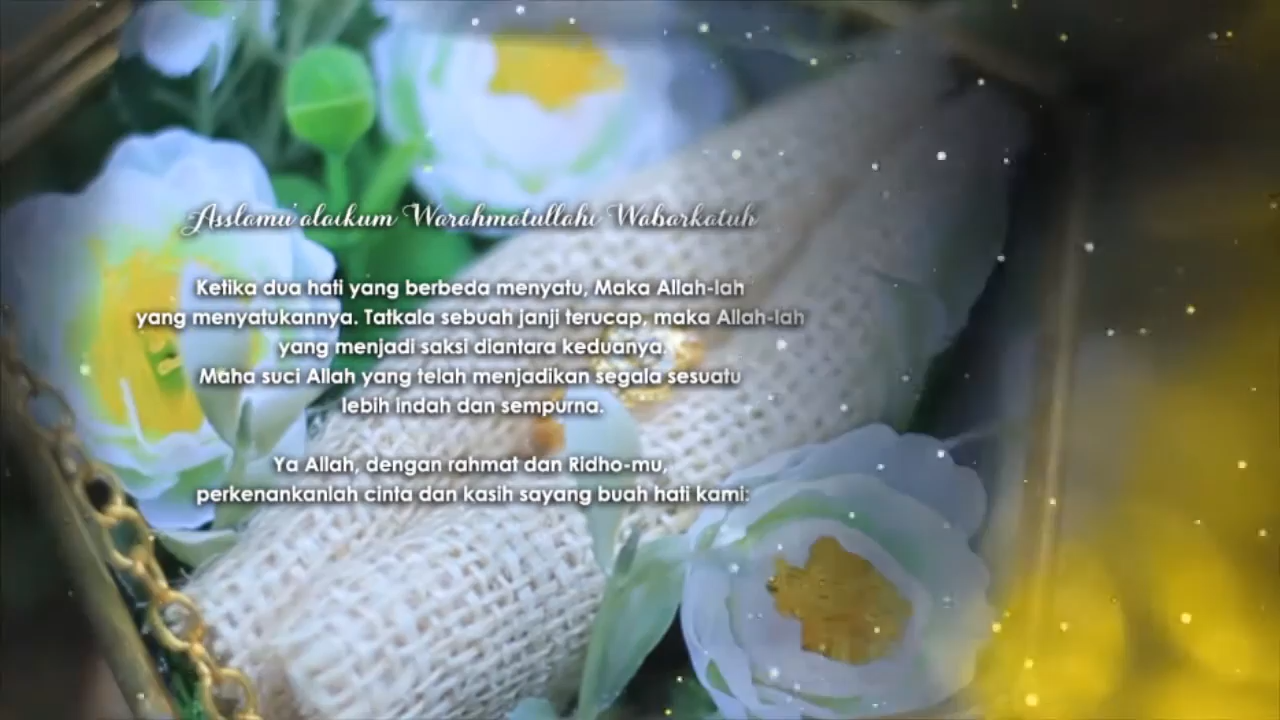 Asslamu'alaikum Warahmatullahi Wabarkatuh
Ketika dua hati yang berbeda menyatu, Maka Allah-lah
yang menyatukannya. Tatkala sebuah janji terucap, maka Allah-lah
yang menjadi saksi diantara keduanya.
Maha suci Allah yang telah menjadikan segala sesuatu
lebih indah dan sempurna.
Ya Allah, dengan rahmat dan Ridho-mu,
perkenankanlah cinta dan kasih sayang buah hati kami: